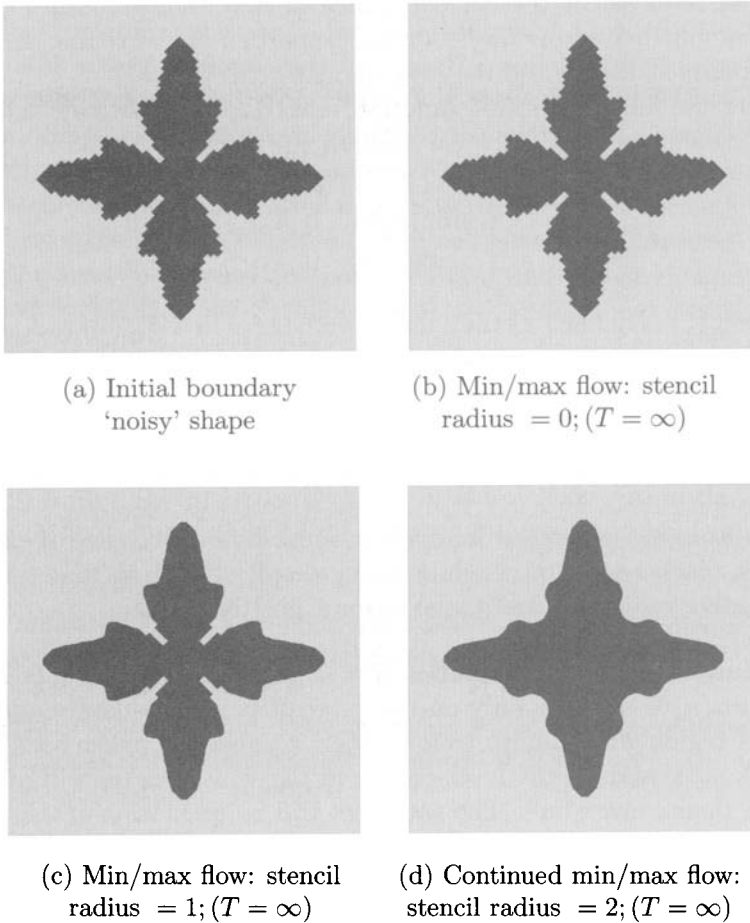 (a) Initial boundary
‘noisy’ shape
(b) Min/max flow: stencil
radius = 0; (T = ∞)
(c) Min/max flow: stencil
radius = 1; (T = ∞)
(d) Continued min/max flow:
stencil radius = 2; (T = ∞)